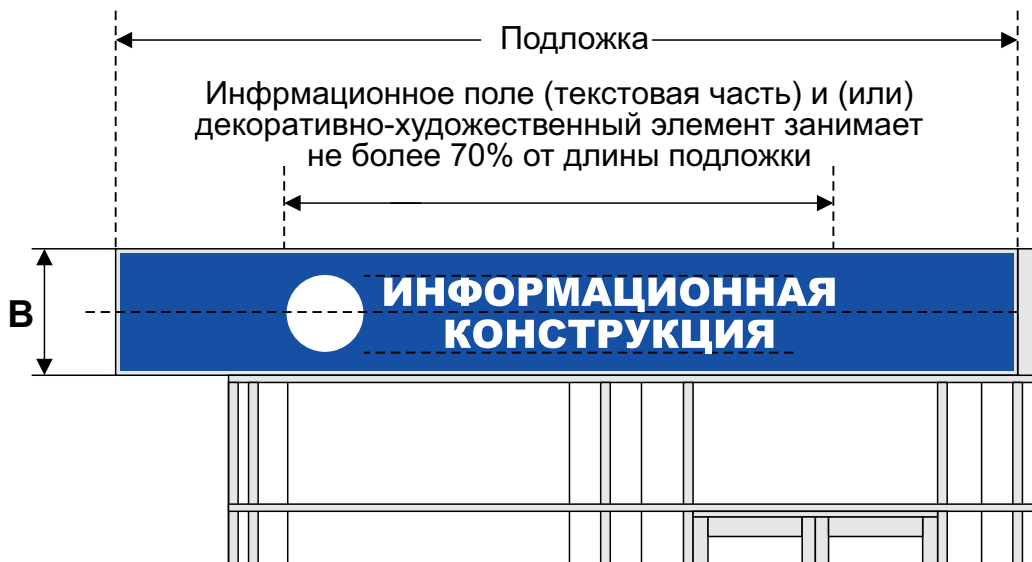 Подложка
Инфрмационное поле (текстовая часть) и (или)
декоративно-художественный элемент занимает
не более 70% от длины подложки
В
ИНФОРМАЦИОННАЯ
КОНСТРУКЦИЯ